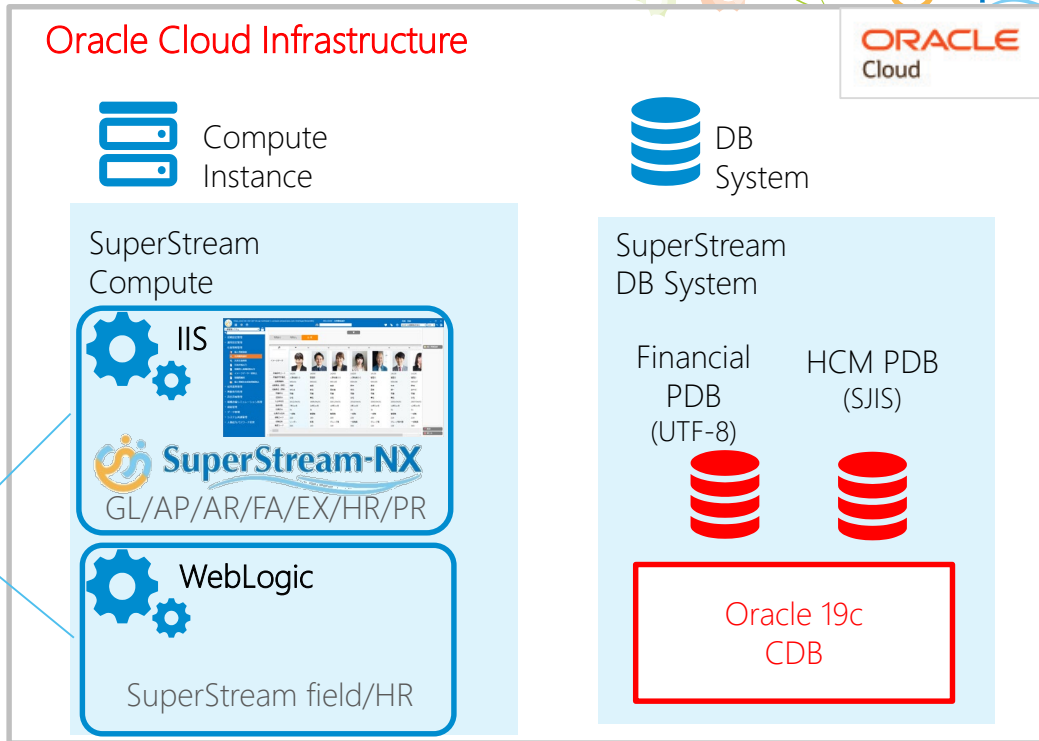 Oracle Cloud Infrastructure
ORACLE
Cloud
Compute
Instance
DB
System
SuperStream
Compute
IIS
SuperStream-NX
GL/AP/AR/FA/EX/HR/PR
WebLogic
SuperStream field/HR
SuperStream
DB System
Financial
PDB
(UTF-8)
HCM PDB
(SJIS)
Oracle 19c
CDB